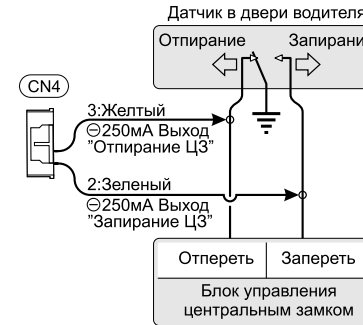 Датчик в двери водителя
Отпирание Запирани
CN4
3:Желтый
⊖250мА Выход
"Отпирание ЦЗ"
2:Зеленый
⊖250мА Выход
"Запирание ЦЗ"
Отпереть Запереть
Блок управления
центральным замком